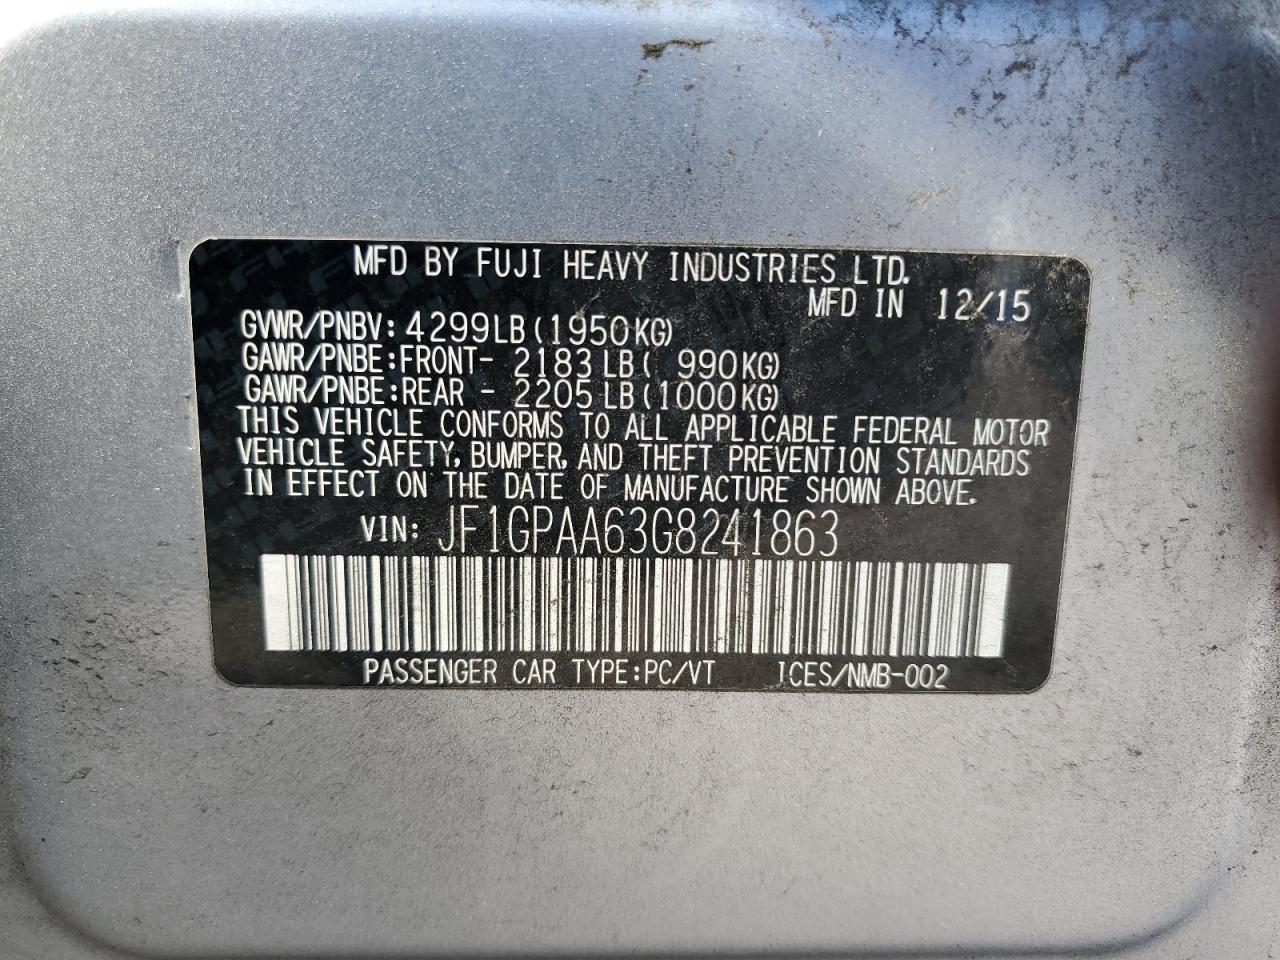 MFD BY FUJI HEAVY INDUSTRIES LTD.
MFD IN 12/15
GVWR/PNBV: 4299LB(1950KG)
GAWR/PNBE:FRONT- 2183LB( 990KG)
GAWR/PNBE:REAR - 2205LB(1000KG)
THIS VEHICLE CONFORMS TO ALL APPLICABLE FEDERAL MOTOR
VEHICLE SAFETY, BUMPER, AND THEFT PREVENTION STANDARDS
IN EFFECT ON THE DATE OF MANUFACTURE SHOWN ABOVE.
VIN: JF1GPAA63G8241863
PASSENGER CAR TYPE:PC/VT ICES/NMB-002